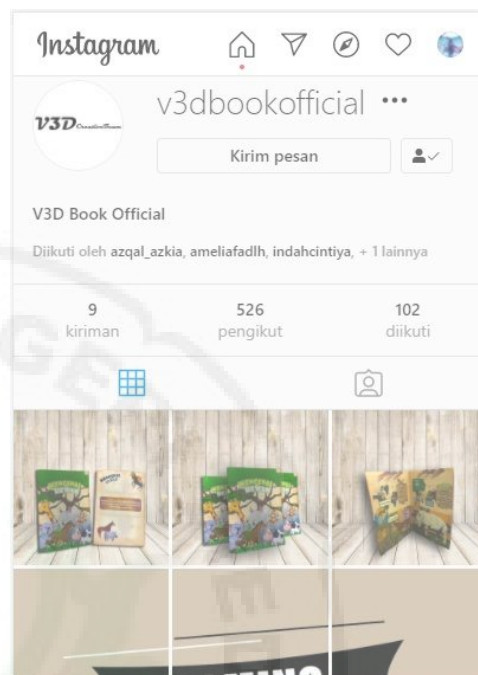 Instagram
v3dbookofficial
V3D CreativeTeam
Kirim pesan
V3D Book Official
Diikuti oleh azqal_azkia, ameliafadlh, indahcintiya, + 1 lainnya
9 526 102
kiriman pengikut diikuti